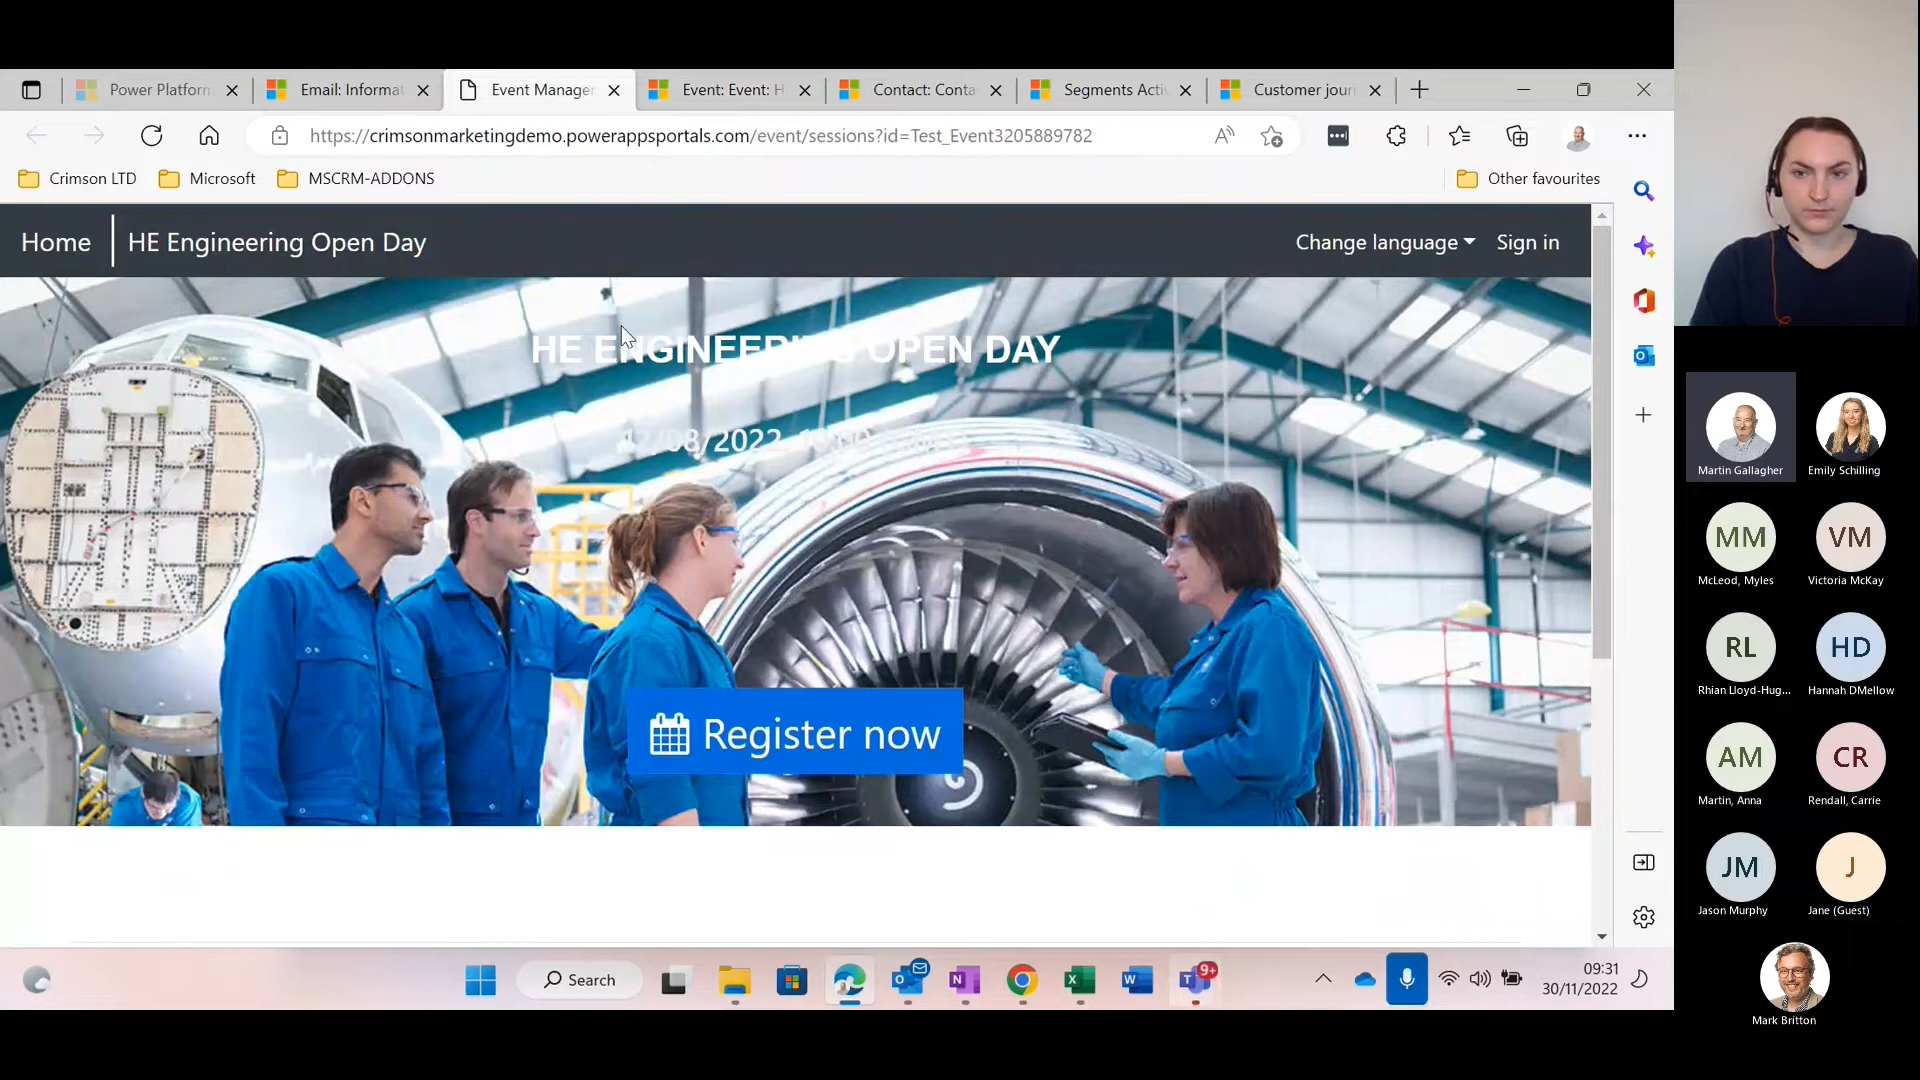 Power Platform
Email: Informat
Event Manage
Event: Event: H
Contact: Conta
Segments Acti
Customer jour
https://crimsonmarketingdemo.powerappsportals.com/event/sessions?id=Test_Event3205889782
Crimson LTD
Microsoft
MSCRM-ADDONS
Other favourites
Home
HE Engineering Open Day
Change language
Sign in
HE ENGINEERING OPEN DAY
Register now
Search
9+
09:31
30/11/2022
Martin Gallagher
Emily Schilling
MM
McLeod, Myles
VM
Victoria McKay
RL
Rhian Lloyd-Hug...
HD
Hannah DMellow
AM
Martin, Anna
CR
Rendall, Carrie
JM
Jason Murphy
J
Jane (Guest)
Mark Britton